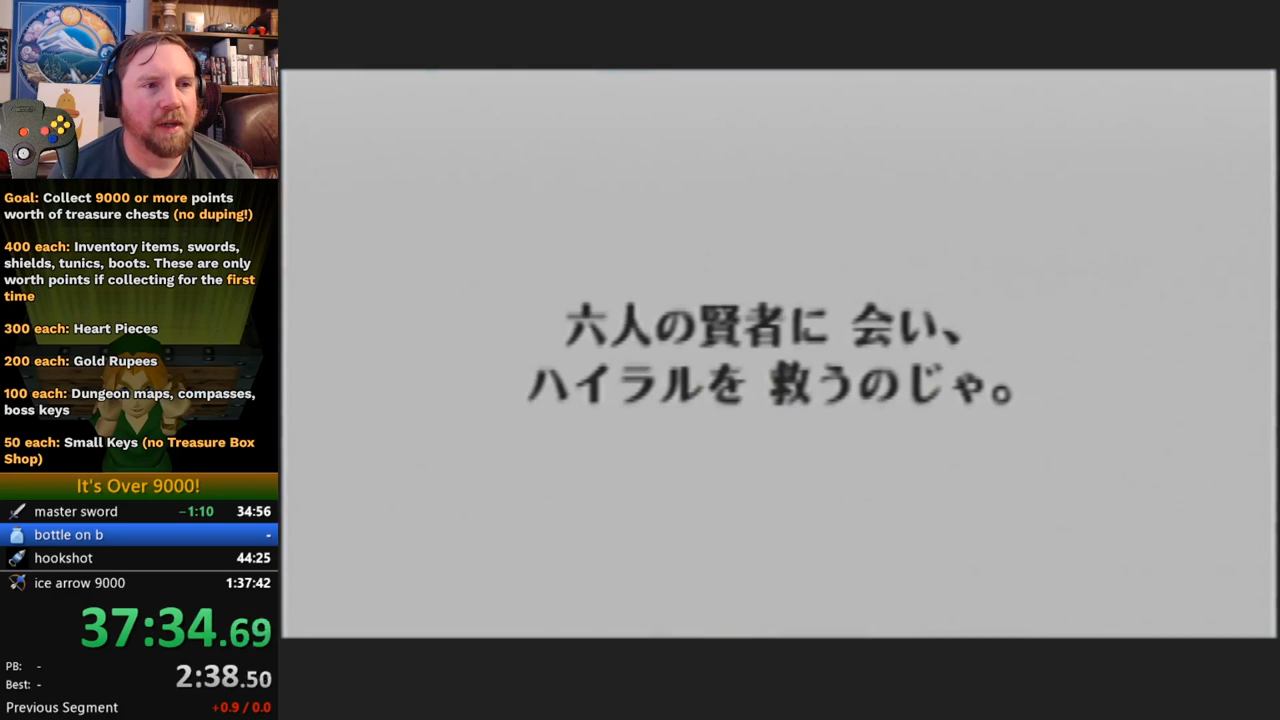 Goal: Collect 9000 or more points
worth of treasure chests (no duping!)
400 each: Inventory items, swords,
shields, tunics, boots. These are only
worth points if collecting for the first
time
300 each: Heart Pieces
200 each: Gold Rupees
100 each: Dungeon maps, compasses,
boss keys
50 each: Small Keys (no Treasure Box
Shop)
It's Over 9000!
master sword −1:10 34:56
bottle on b -
hookshot 44:25
ice arrow 9000 1:37:42
37:34.69
PB: -
Best: -
2:38.50
Previous Segment +0.9 / 0.0
六人の賢者に 会い、
ハイラルを 救うのじゃ。